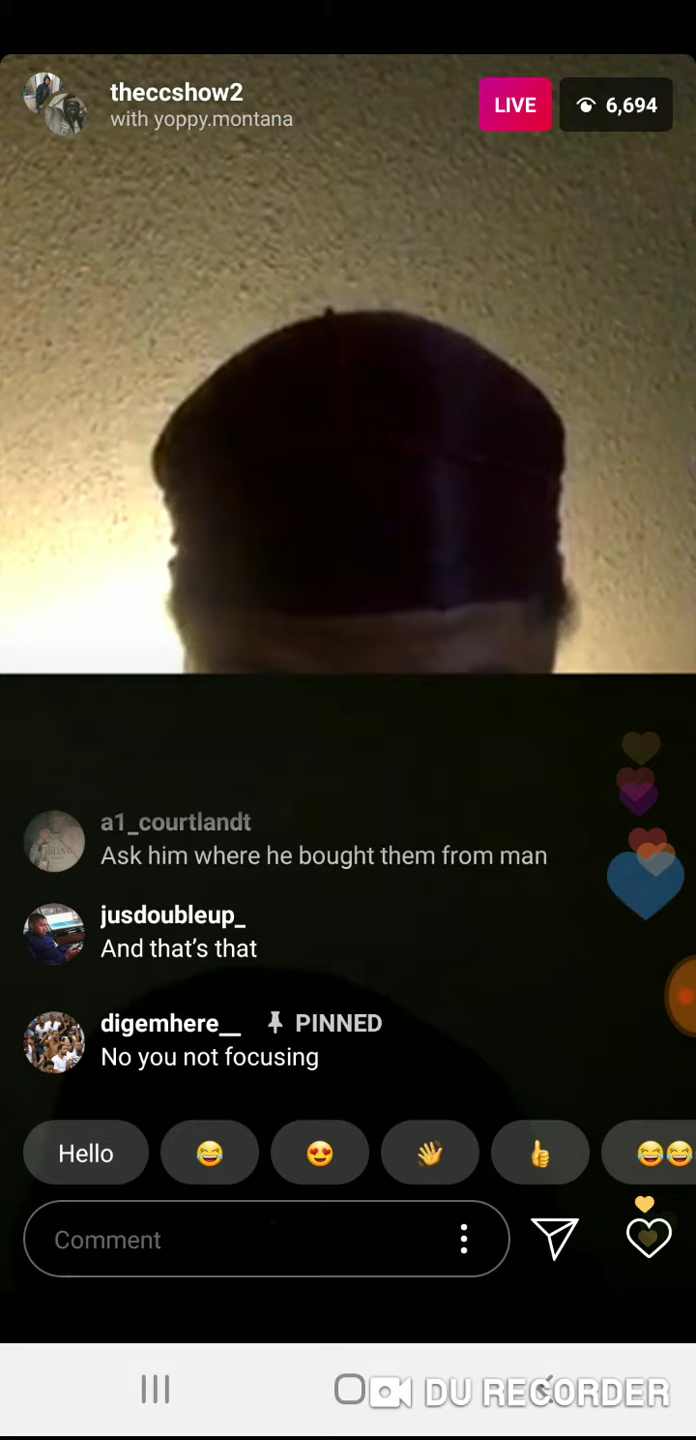 theccshow2
with yoppy.montana
LIVE
6,694
a1_courtlandt
Ask him where he bought them from man
jusdoubleup_
And that's that
digemhere__ PINNED
No you not focusing
Hello
Comment
DU RECORDER